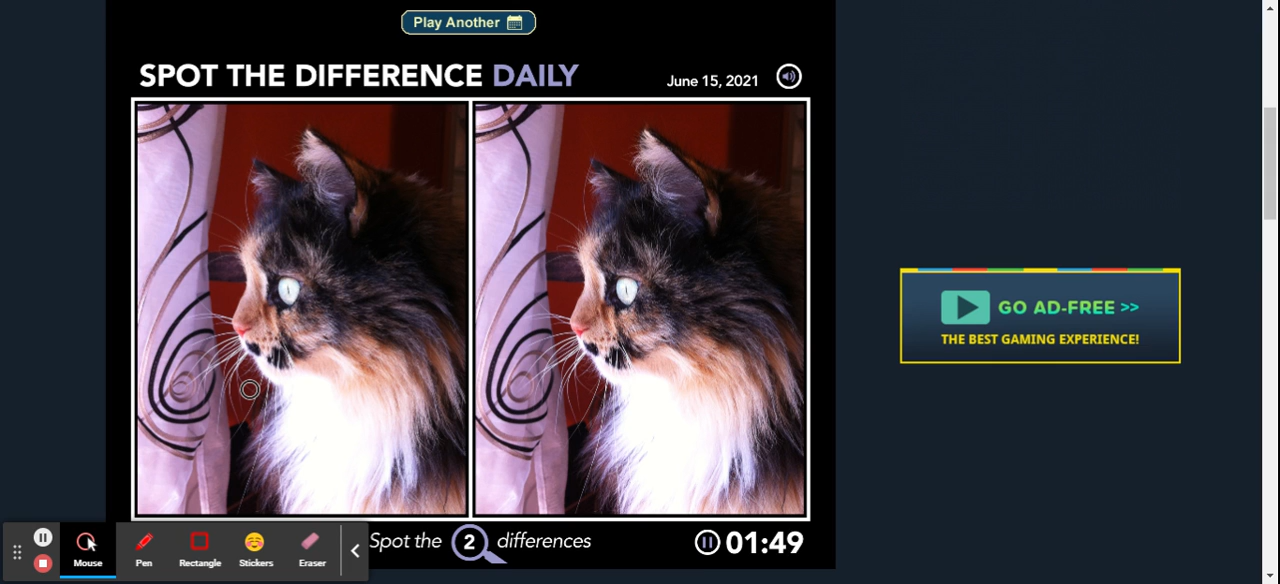 Play Another
SPOT THE DIFFERENCE DAILY
June 15, 2021
GO AD-FREE >>
THE BEST GAMING EXPERIENCE!
Spot the 2 differences
01:49
Mouse
Pen
Rectangle
Stickers
Eraser